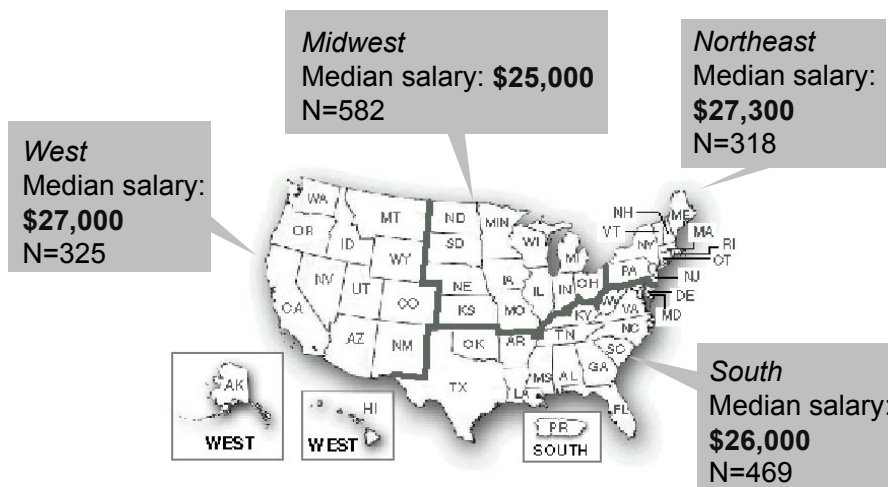 Midwest
Median salary: $25,000
N=582
Northeast
Median salary:
$27,300
N=318
West
Median salary:
$27,000
N=325
WA
MT
ND
MIN
ME
NH
VT
MA
OR
ID
SD
WI
NY
RI
CT
WY
MI
PA
NJ
NV
UT
NE
IA
IL
IN
OH
DE
CA
CO
KS
MO
KY
WV
VA
MD
AZ
NM
OK
AR
TN
NC
SC
TX
LA
MS
AL
GA
FL
AK
WEST
HI
WEST
PR
SOUTH
South
Median salary:
$26,000
N=469